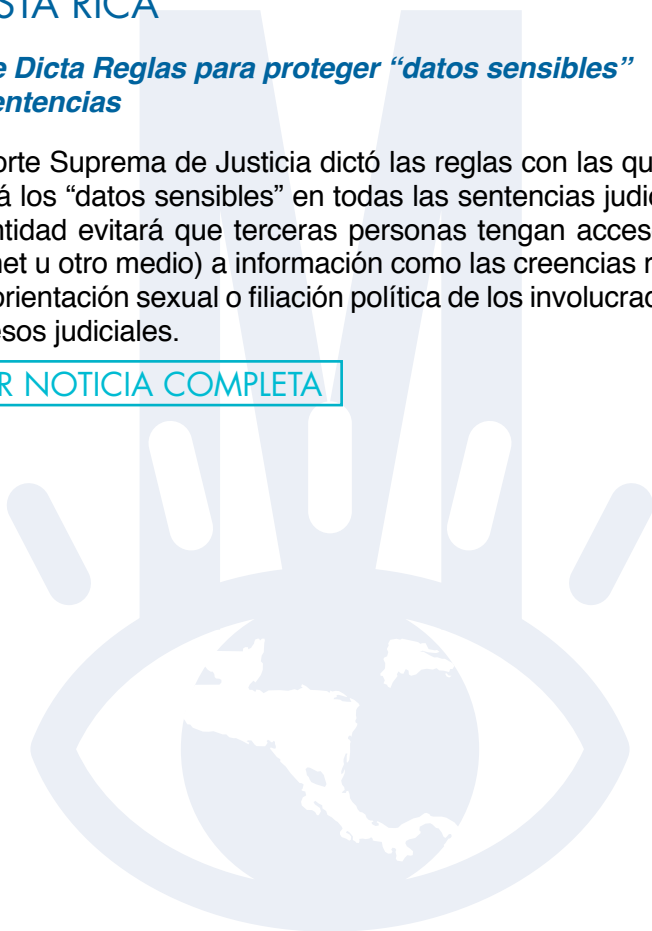 STA RICA
e Dicta Reglas para proteger “datos sensibles”
entencias
orte Suprema de Justicia dictó las reglas con las qu
á los “datos sensibles” en todas las sentencias judic
ntidad evitará que terceras personas tengan acces
net u otro medio) a información como las creencias r
orientación sexual o filiación política de los involucrad
esos judiciales.
R NOTICIA COMPLETA